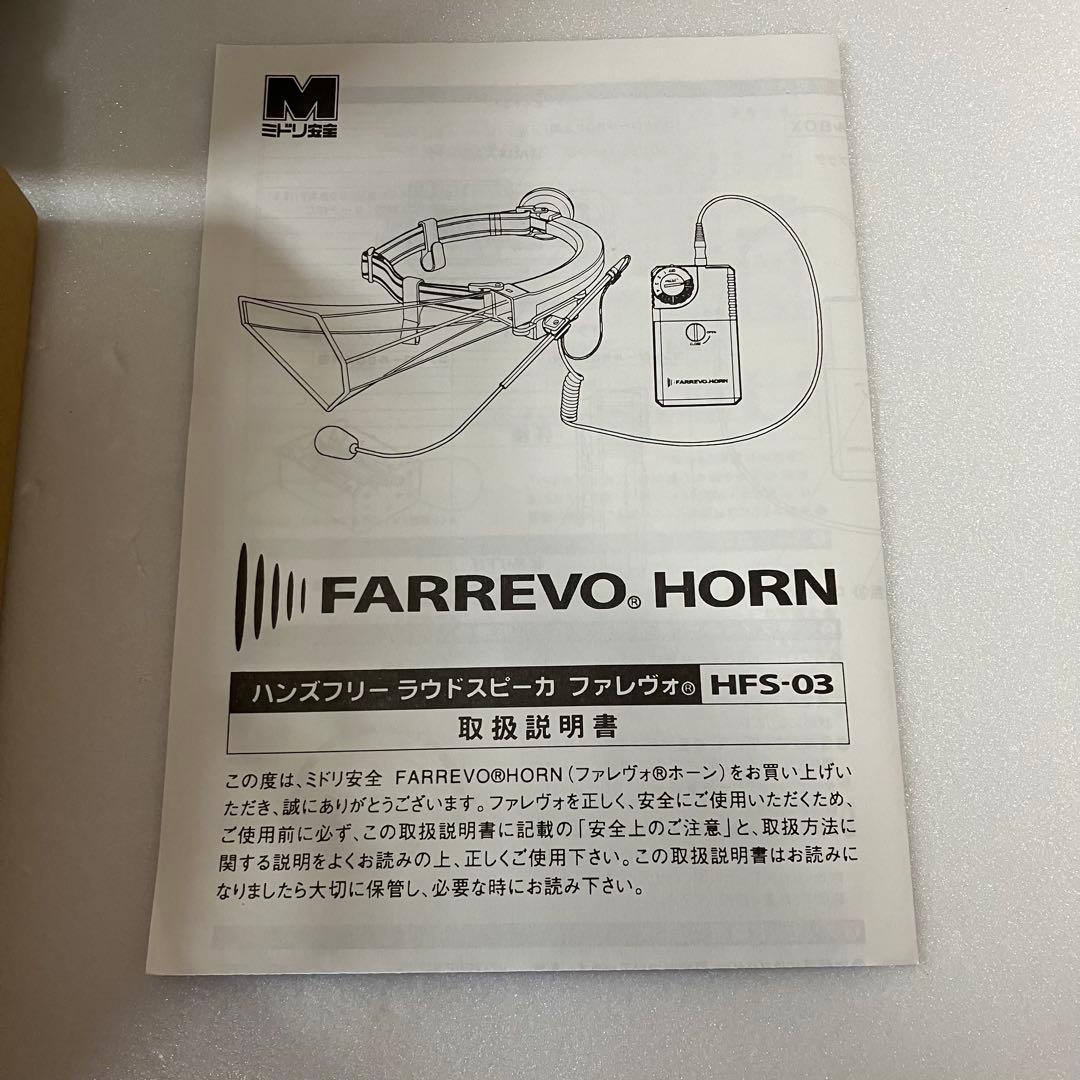 M
ミドリ安全
FARREVO HORN
FARREVO® HORN
ハンズフリー ラウドスピーカ ファレヴォ® HFS-03
取扱説明書
この度は、ミドリ安全 FARREVO®HORN(ファレヴォ®ホーン)をお買い上げい
ただき、誠にありがとうございます。ファレヴォを正しく、安全にご使用いただくため、
ご使用前に必ず、この取扱説明書に記載の「安全上のご注意」と、取扱方法に
関する説明をよくお読みの上、正しくご使用下さい。この取扱説明書はお読みに
なりましたら大切に保管し、必要な時にお読み下さい。